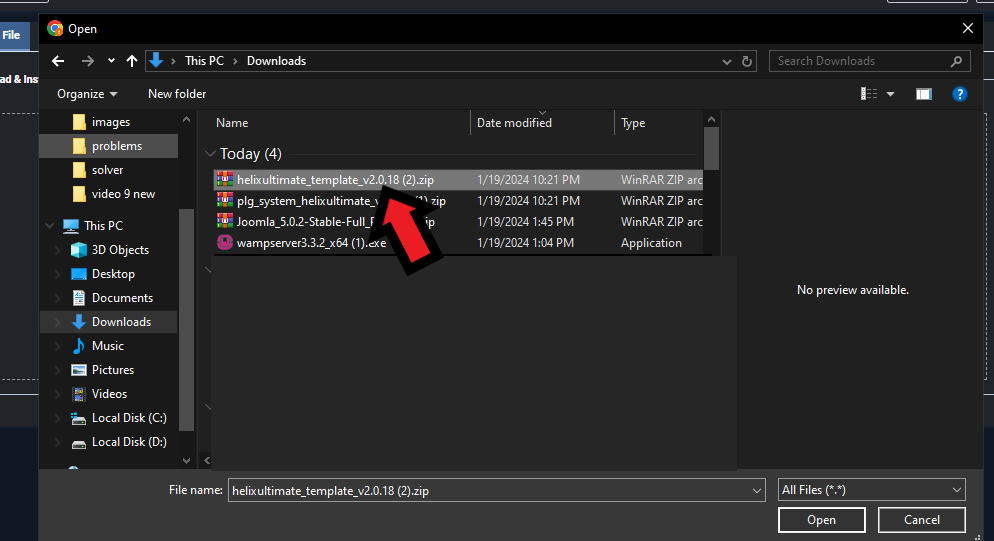 File
Open
This PC > Downloads
Search Downloads
ad & Ins
Organize
New folder
Name
Date modified
Type
images
problems
solver
video 9 new
This PC
3D Objects
Desktop
Documents
Downloads
Music
Pictures
Videos
Local Disk (C:)
Local Disk (D:)
Today (4)
helixultimate_template_v2.0.18 (2).zip 1/19/2024 10:21 PM WinRAR ZIP arc
plg_system_helixultimate_v (1).zip 1/19/2024 10:21 PM WinRAR ZIP arc
Joomla_5.0.2-Stable-Full_ ip 1/19/2024 1:45 PM WinRAR ZIP arc
wampserver3.3.2_x64 (1).exe 1/19/2024 1:04 PM Application
No preview available.
File name: helixultimate_template_v2.0.18 (2).zip
All Files (*.*)
Open
Cancel